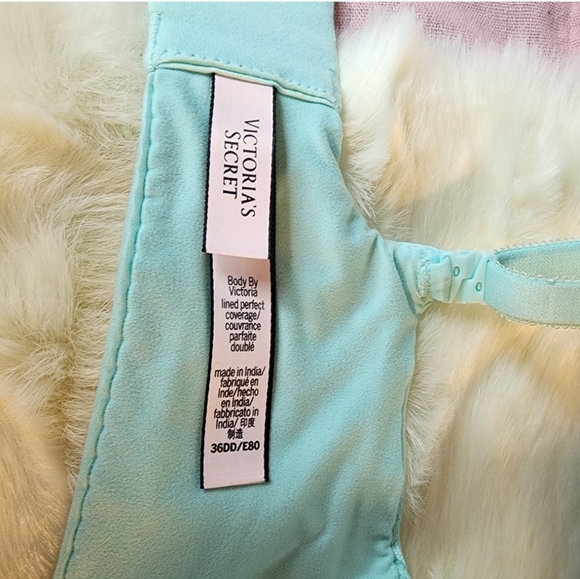 VICTORIA'S
SECRET
Body By
Victoria
lined perfect
coverage/
couvrance
parfaite
doublé
made in India/
fabriqué en
Inde/hecho
en India/
fabbricato in
India/ 印度
制造
36DD/E80